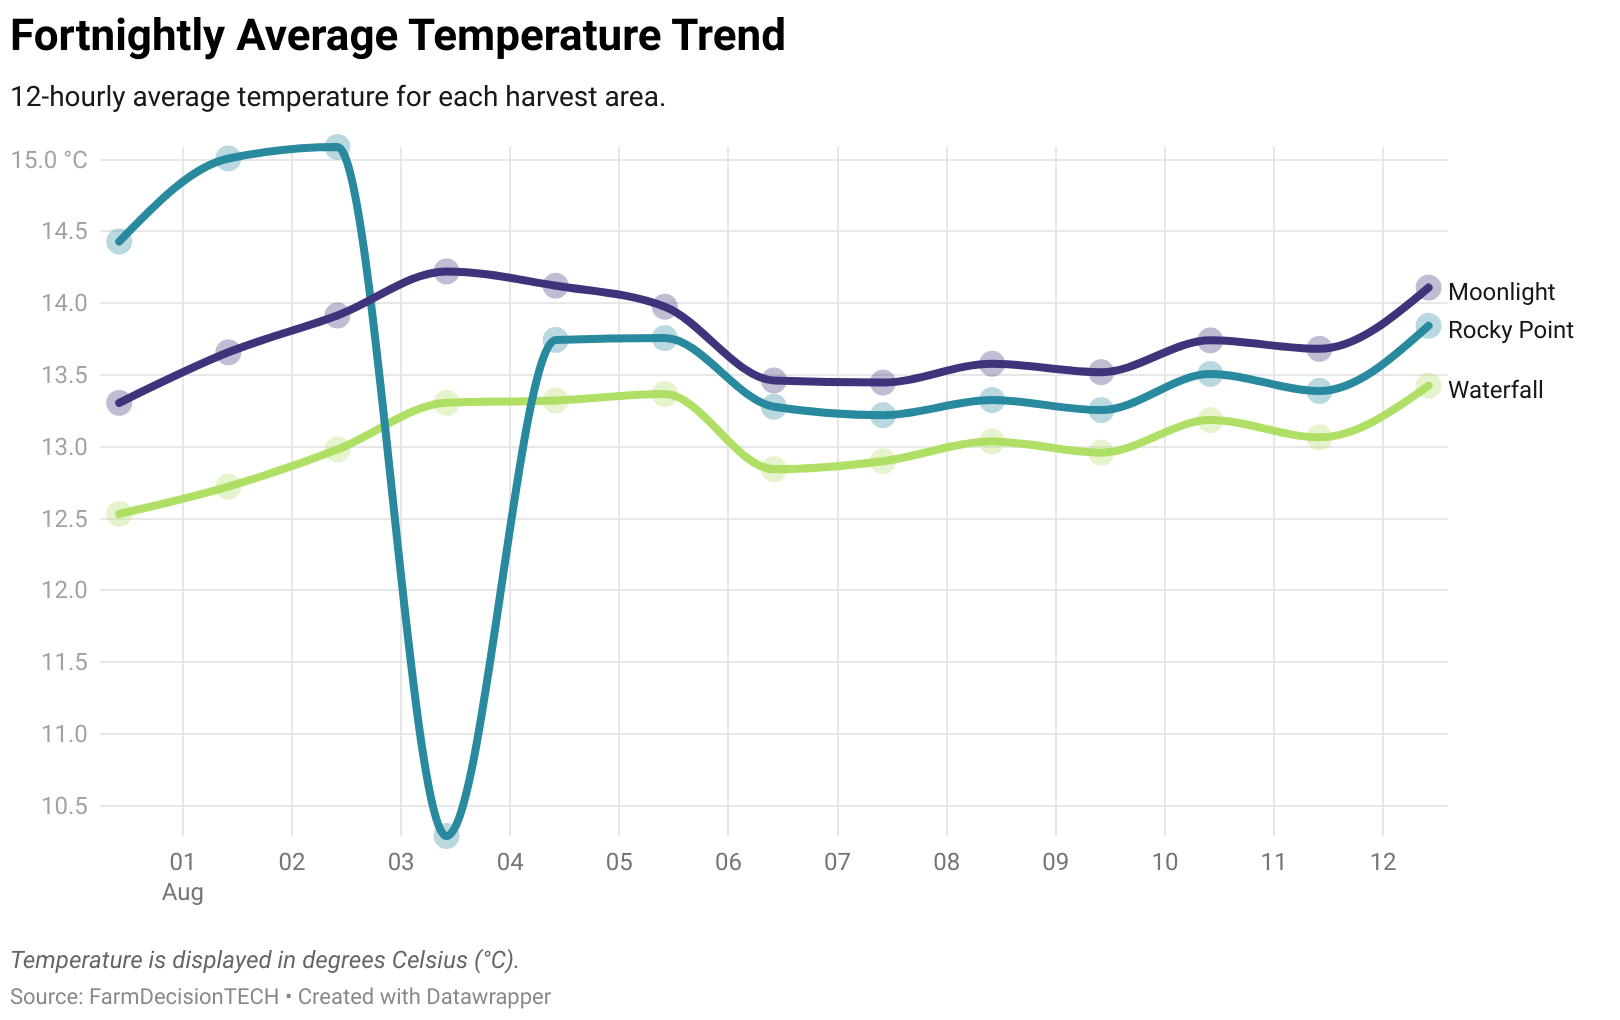 Fortnightly Average Temperature Trend
12-hourly average temperature for each harvest area.
15.0 °C
14.5
14.0
13.5
13.0
12.5
12.0
11.5
11.0
10.5
Moonlight
Rocky Point
Waterfall
01 02 03 04 05 06 07 08 09 10 11 12
Aug
Temperature is displayed in degrees Celsius (°C).
Source: FarmDecisionTECH • Created with Datawrapper